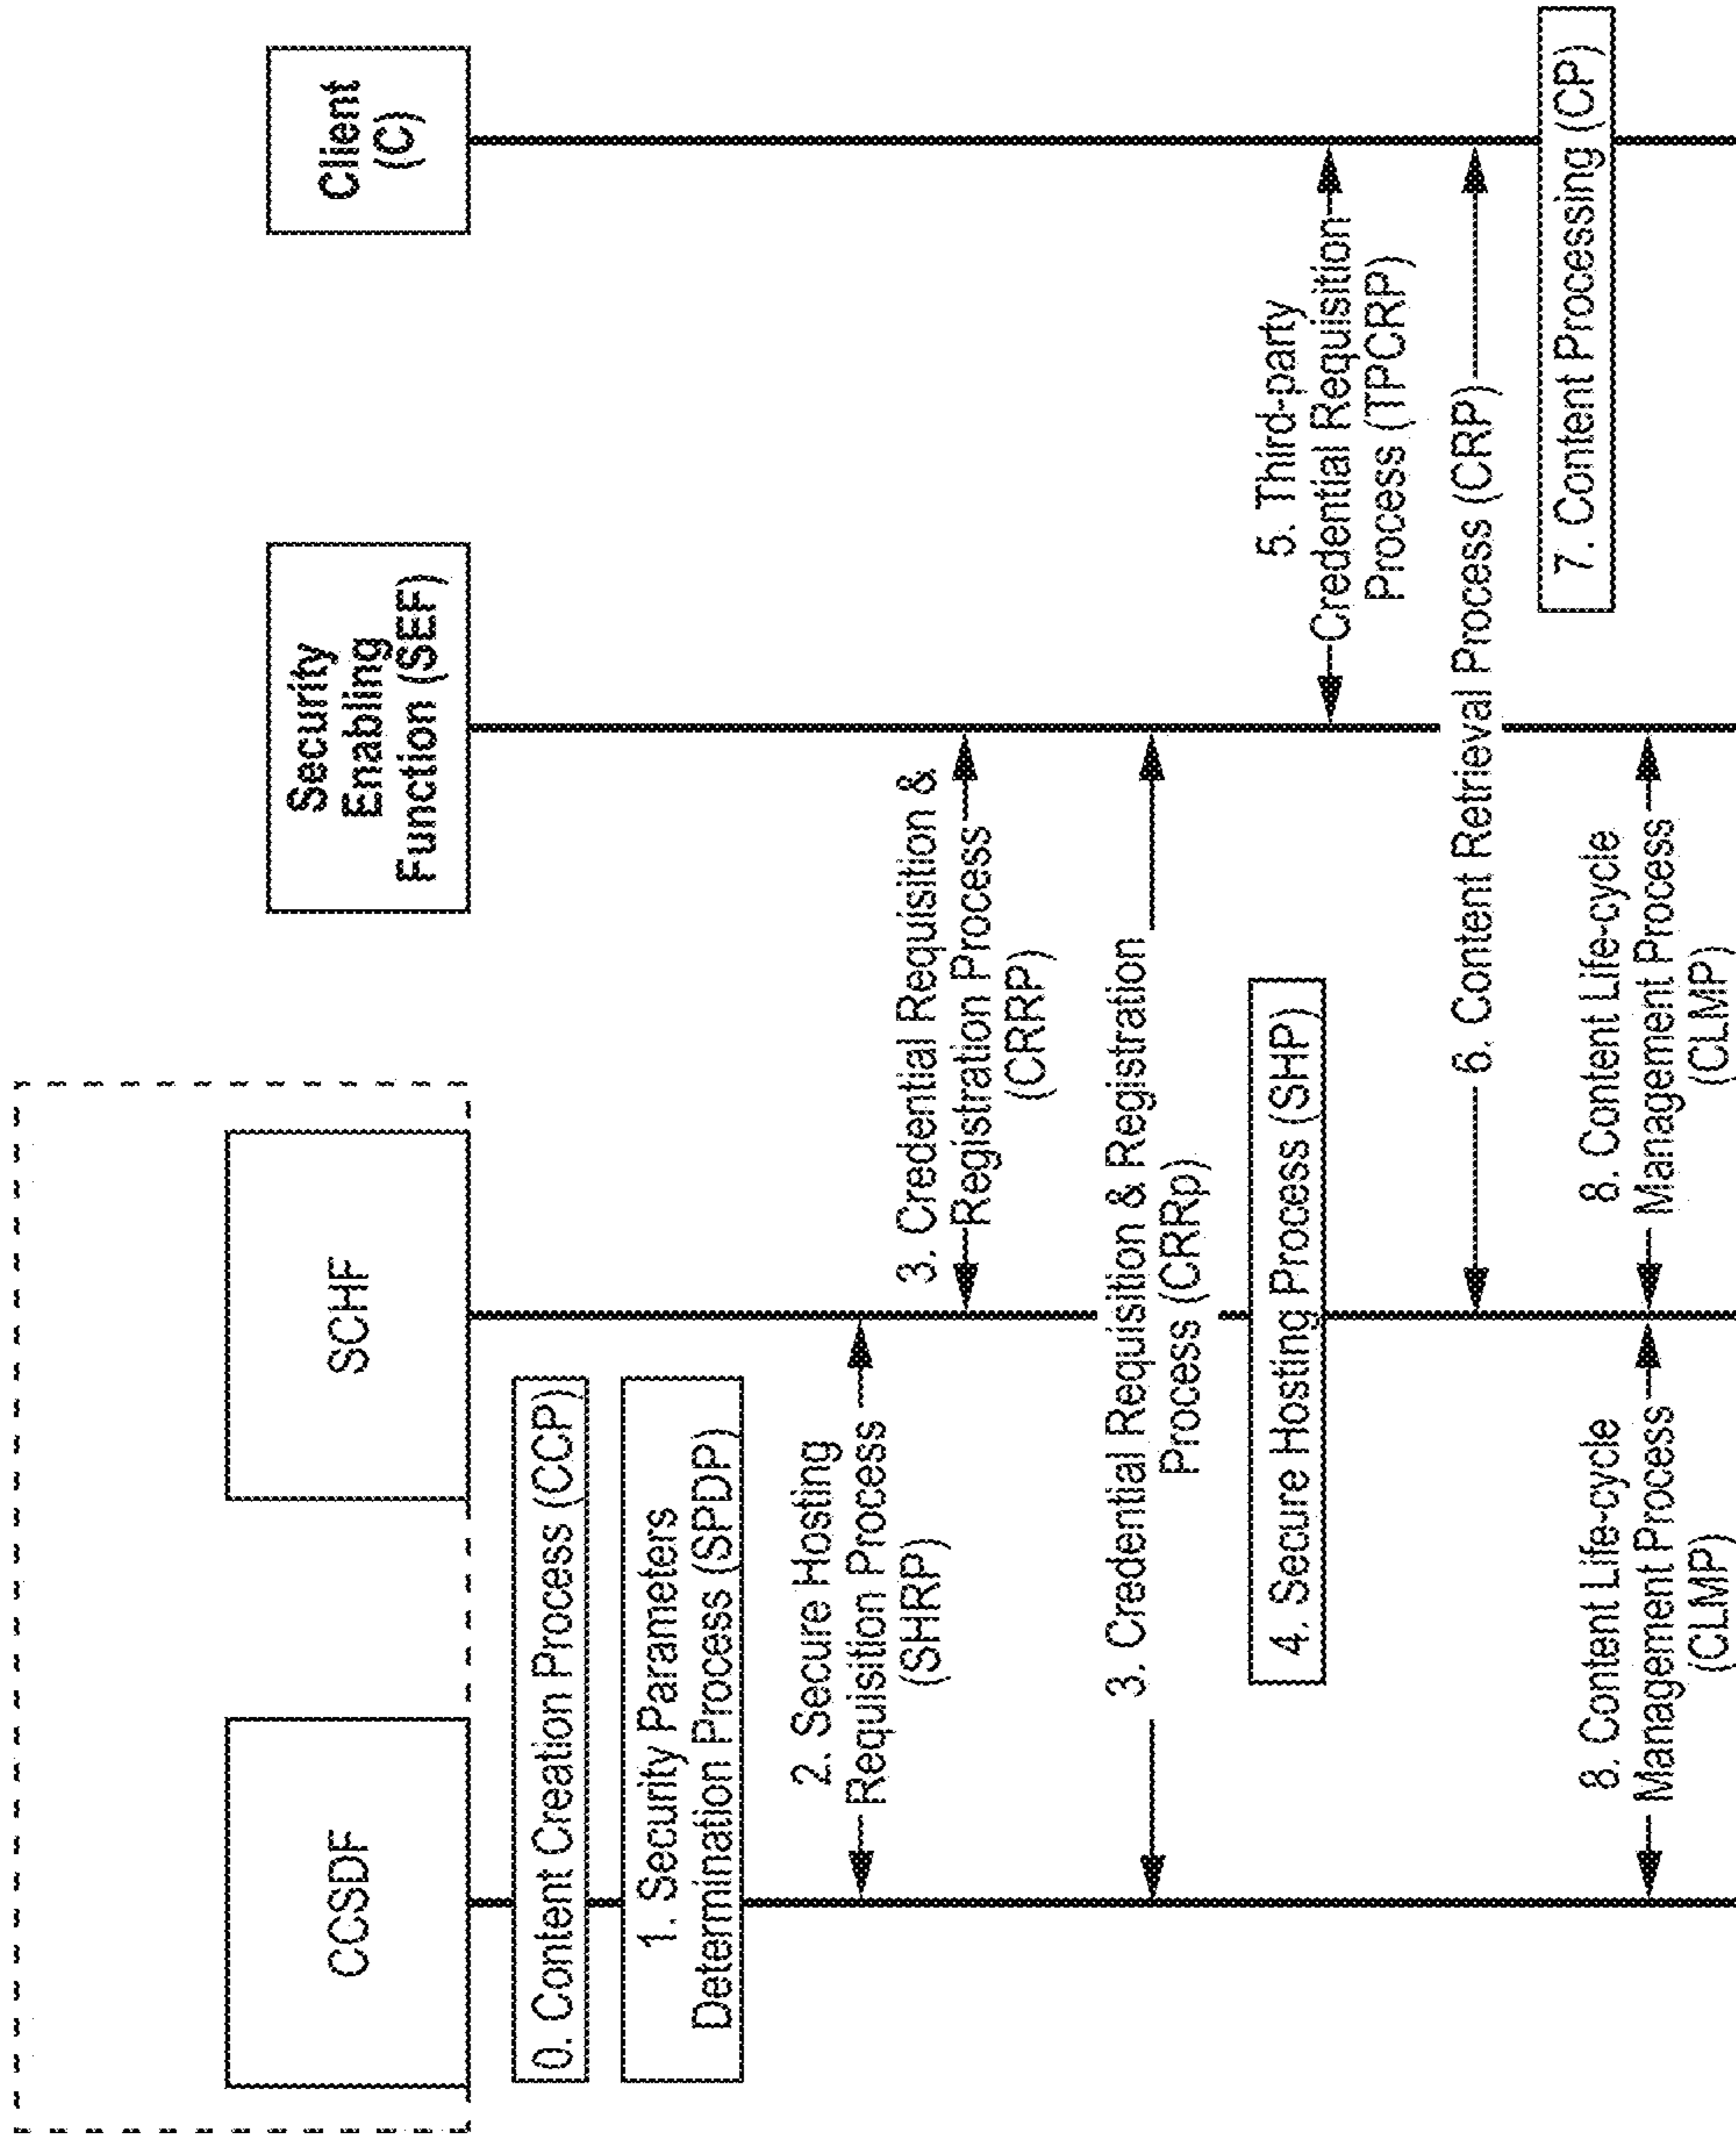 CCSDF
SCHF
Security
Enabling
Function (SEF)
Client
(C)
0. Content Creation Process (CCP)
1. Security Parameters
Determination Process (SPDP)
2. Secure Hosting
Requisition Process
(SHRP)
3. Credential Requisition &
Registration Process
(CRRP)
3. Credential Requisition & Registration
Process (CRRp)
4. Secure Hosting Process (SHP)
5. Third-party
Credential Requisition
Process (TPCRP)
6. Content Retrieval Process (CRP)
7. Content Processing (CP)
8. Content Life-cycle
Management Process
(CLMP)
8. Content Life-cycle
Management Process
(CLMP)